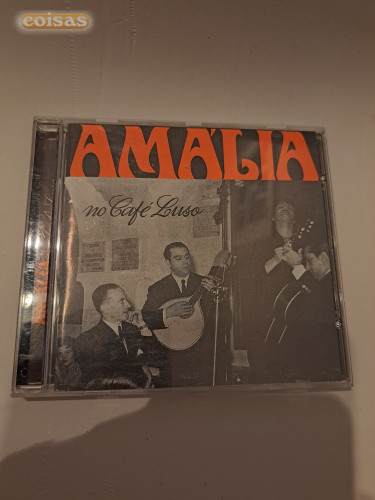 coisas
AMÁLIA
no Café Luso